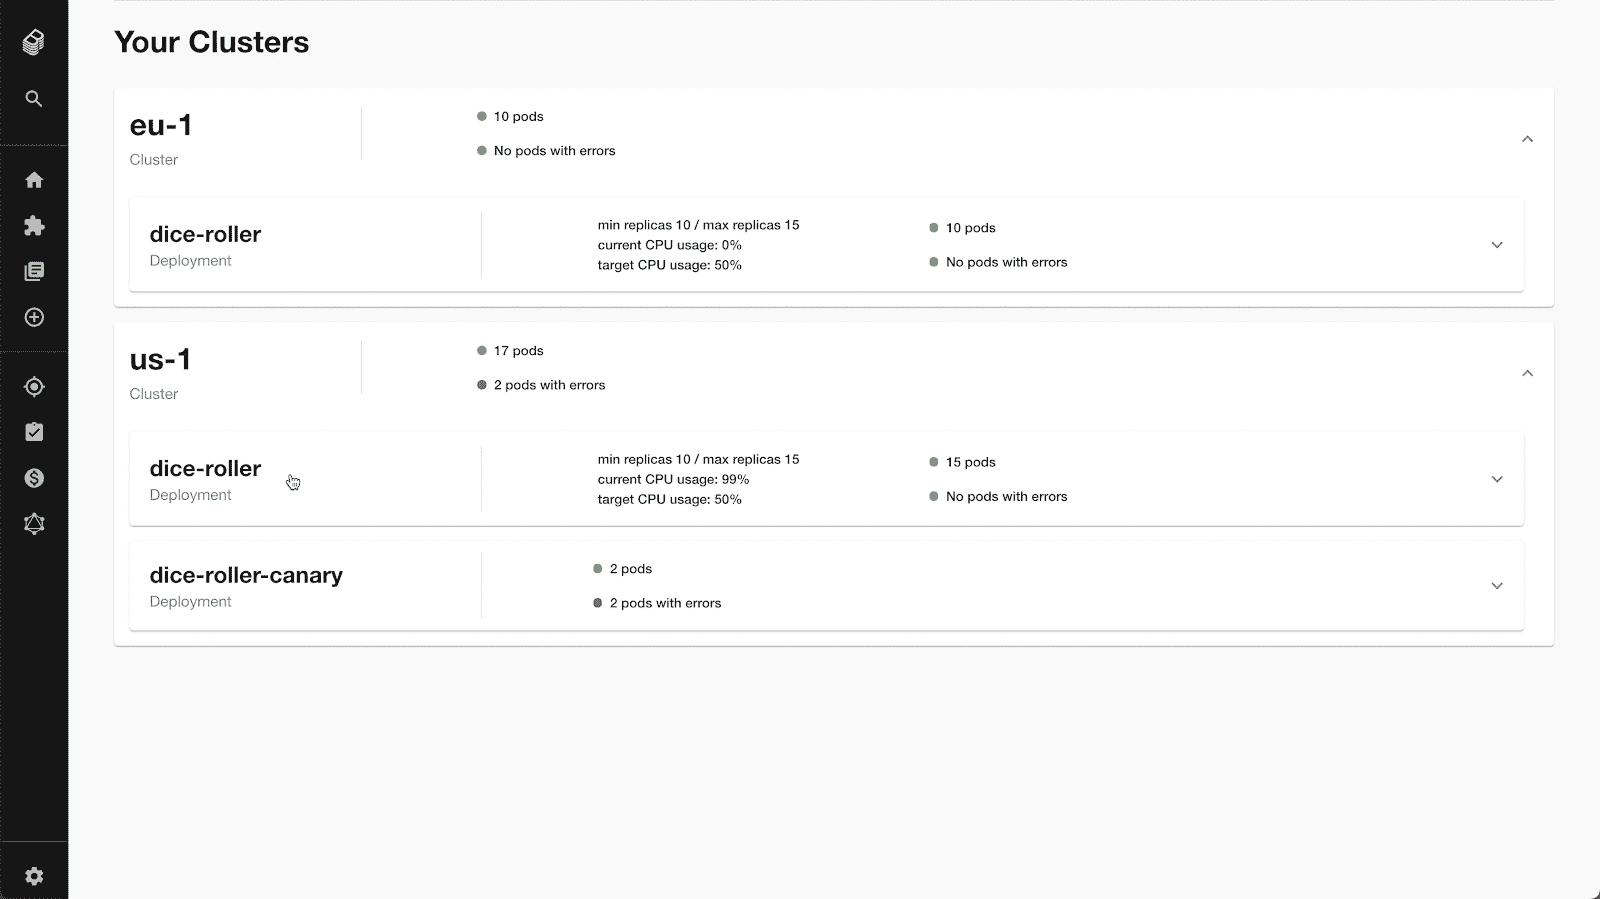 Your Clusters
eu-1
Cluster
10 pods
No pods with errors
dice-roller
Deployment
min replicas 10 / max replicas 15
current CPU usage: 0%
target CPU usage: 50%
10 pods
No pods with errors
us-1
Cluster
17 pods
2 pods with errors
dice-roller
Deployment
min replicas 10 / max replicas 15
current CPU usage: 99%
target CPU usage: 50%
15 pods
No pods with errors
dice-roller-canary
Deployment
2 pods
2 pods with errors